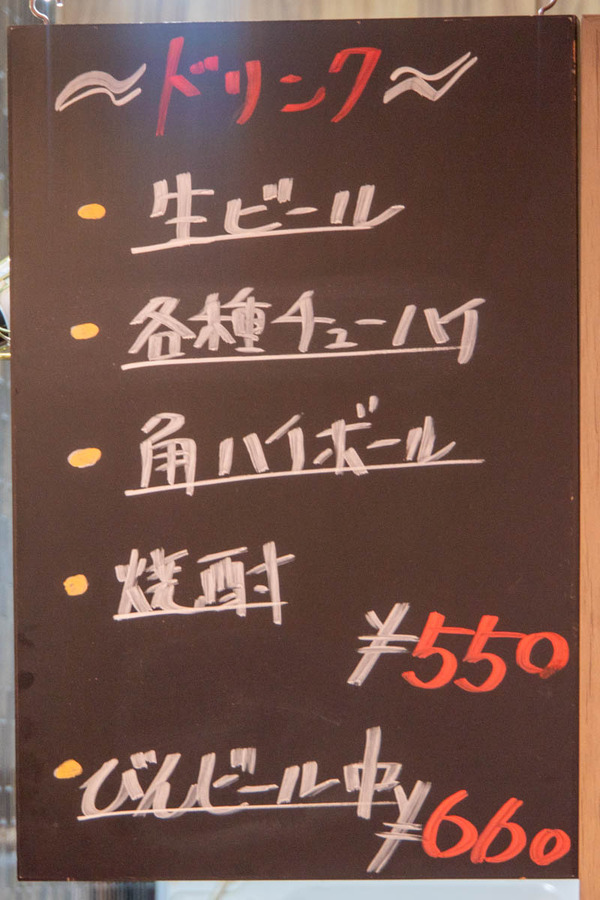 〜ドリンク〜
・生ビール
・各種チューハイ
・角ハイボール
・焼酎
¥550
・びんビール中
¥660